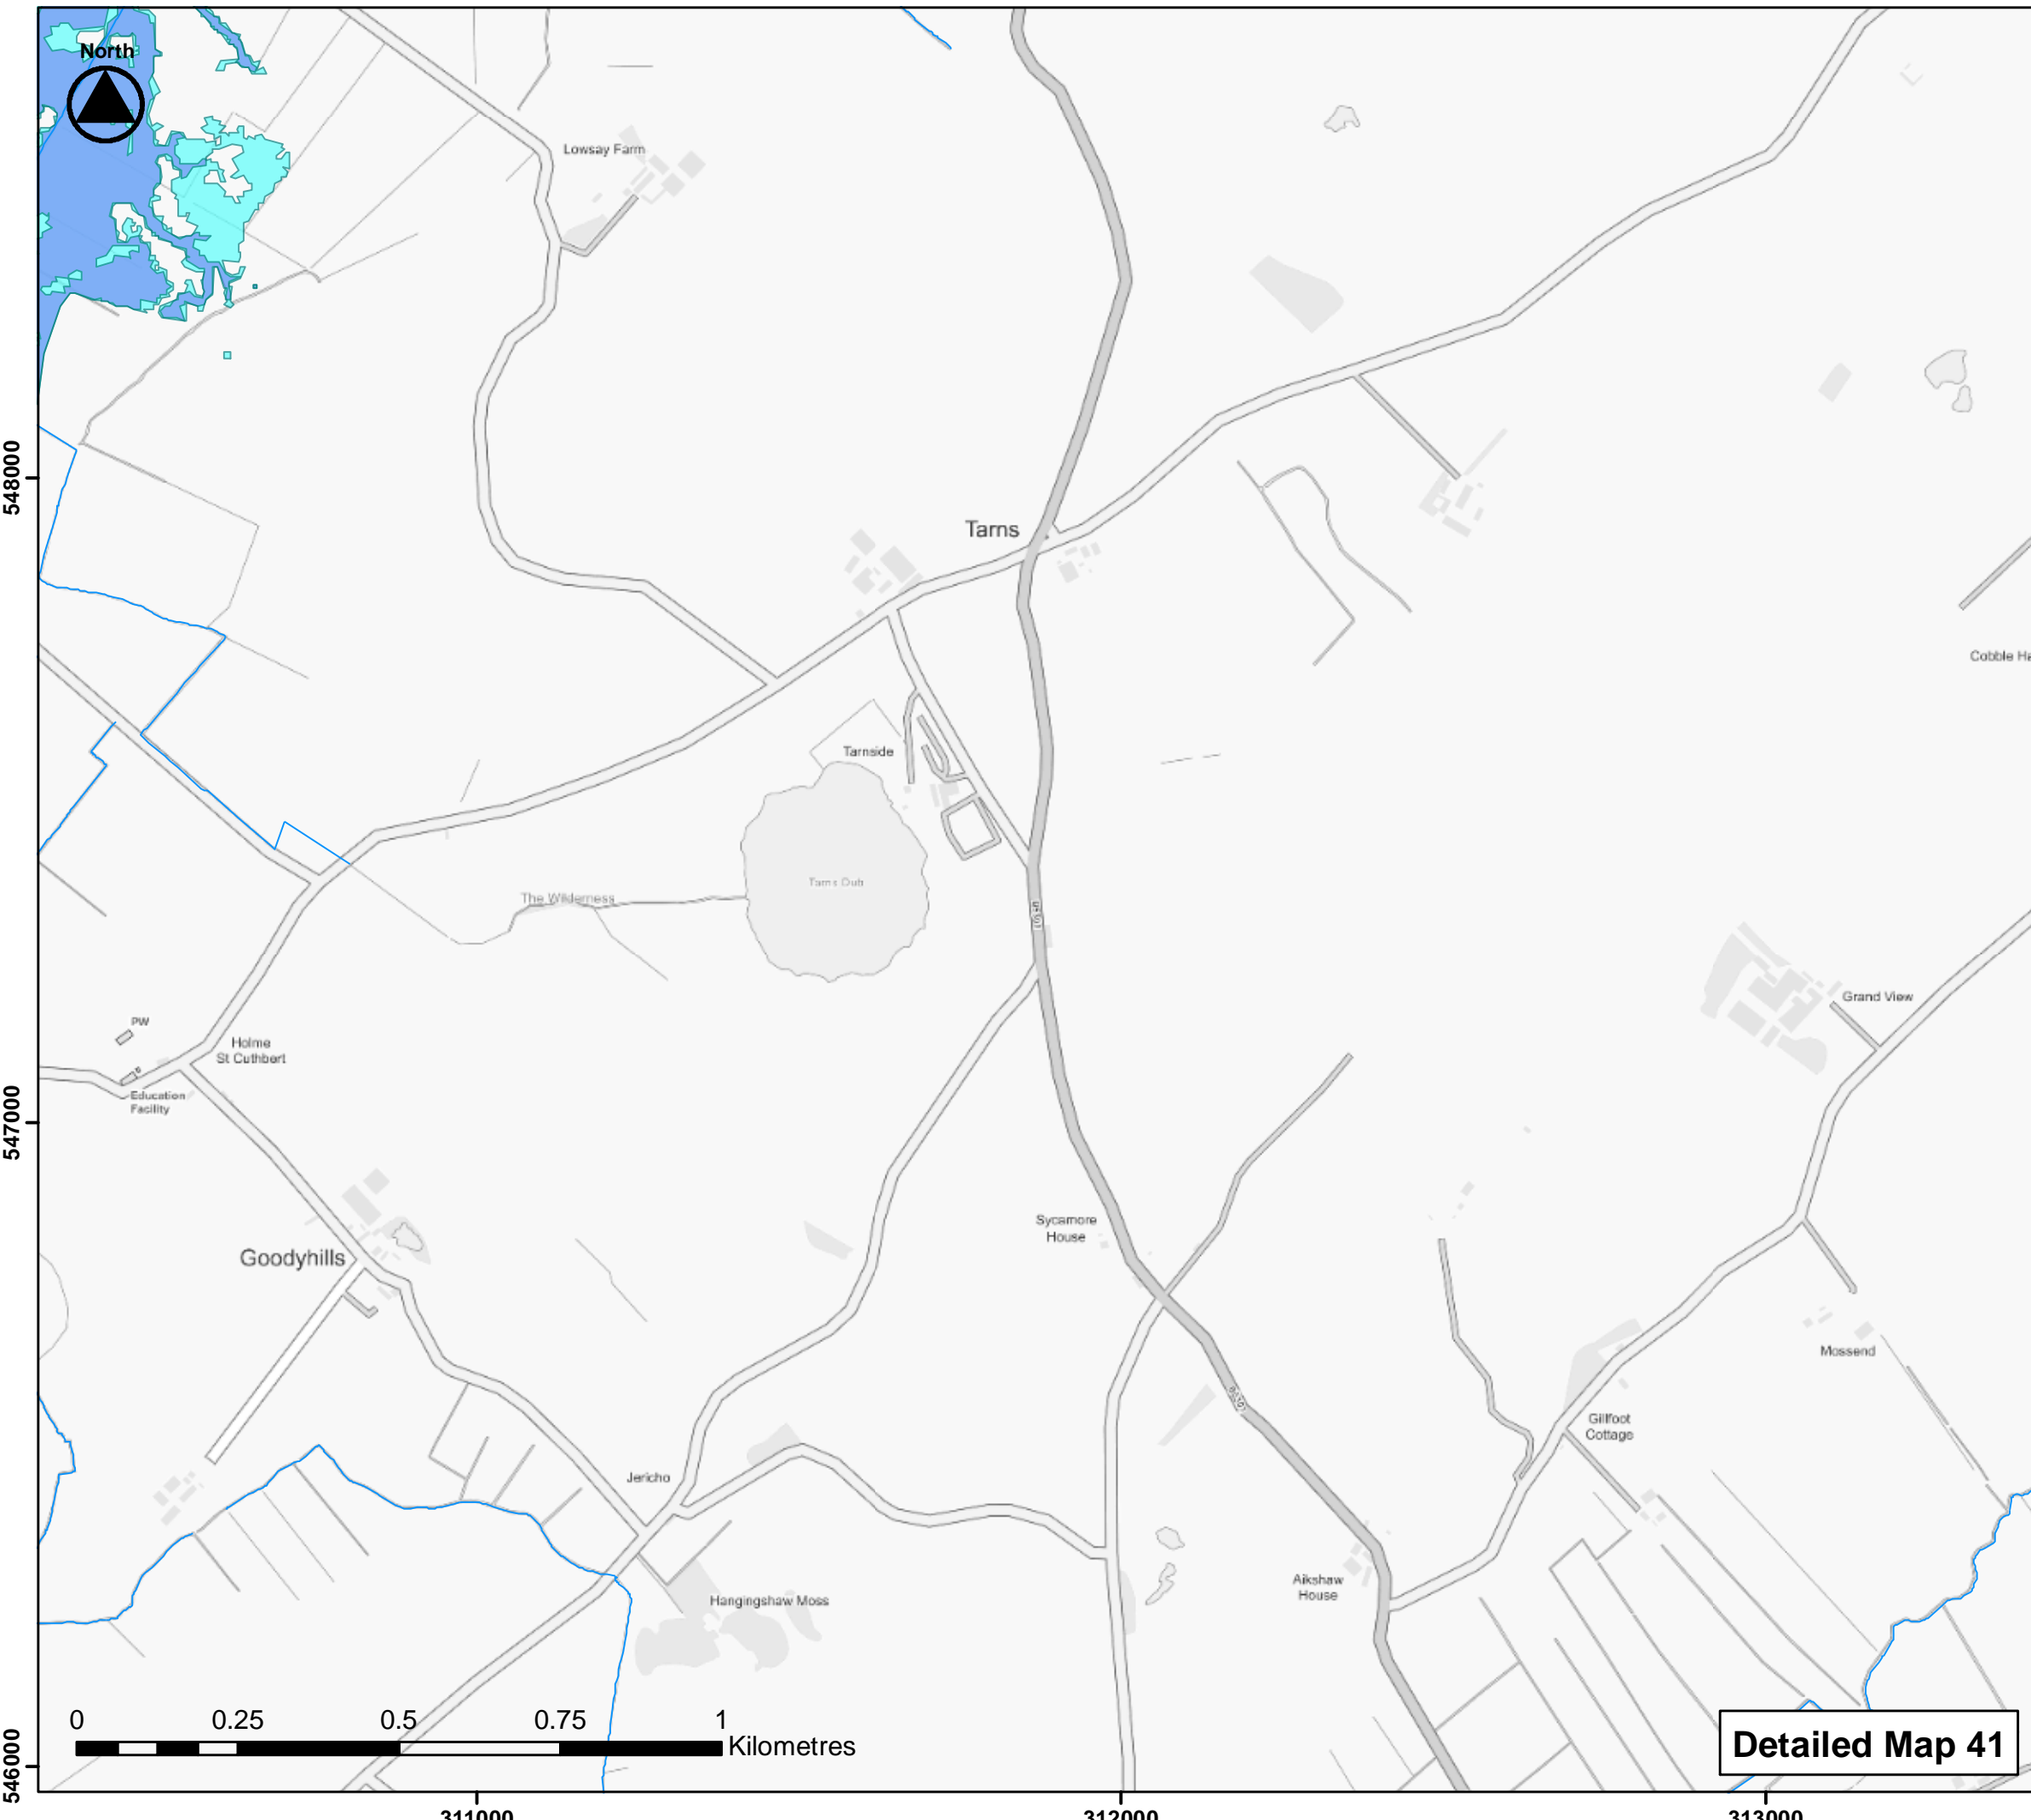 North
Lowsay Farm
548000
Tarns
Cobble Ha
Tarnside
Tarns Dub
The Wilderness
Grand View
PW
Holme
St Cuthbert
Education
Facility
547000
Sycamore
House
Goodyhills
Mossend
Gillfoot
Cottage
Jericho
Aikshaw
House
Hangingshaw Moss
0 0.25 0.5 0.75 1
Kilometres
Detailed Map 41
546000
311000 312000 313000